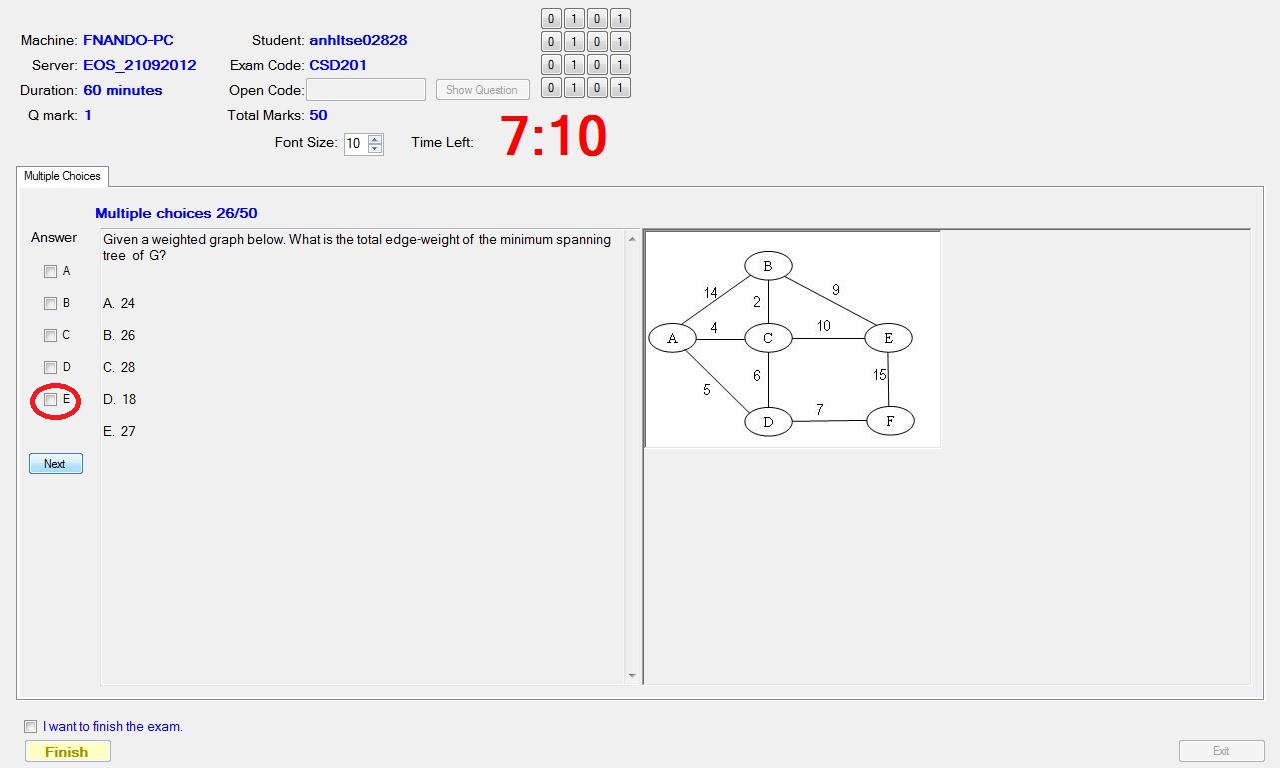 0 1 0 1
Machine: FNANDO-PC Student: anhltse02828
0 1 0 1
Server: EOS_21092012 Exam Code: CSD201
0 1 0 1
Duration: 60 minutes Open Code: Show Question
0 1 0 1
Q mark: 1 Total Marks: 50
Font Size: 10 Time Left: 7:10
Multiple Choices
Multiple choices 26/50
Answer
Given a weighted graph below. What is the total edge-weight of the minimum spanning
tree of G?
A
B A. 24
C B. 26
D C. 28
E D. 18
E. 27
Next
B
14 2 9
A 4 C 10 E
5 6 15
D 7 F
I want to finish the exam.
Finish
Exit